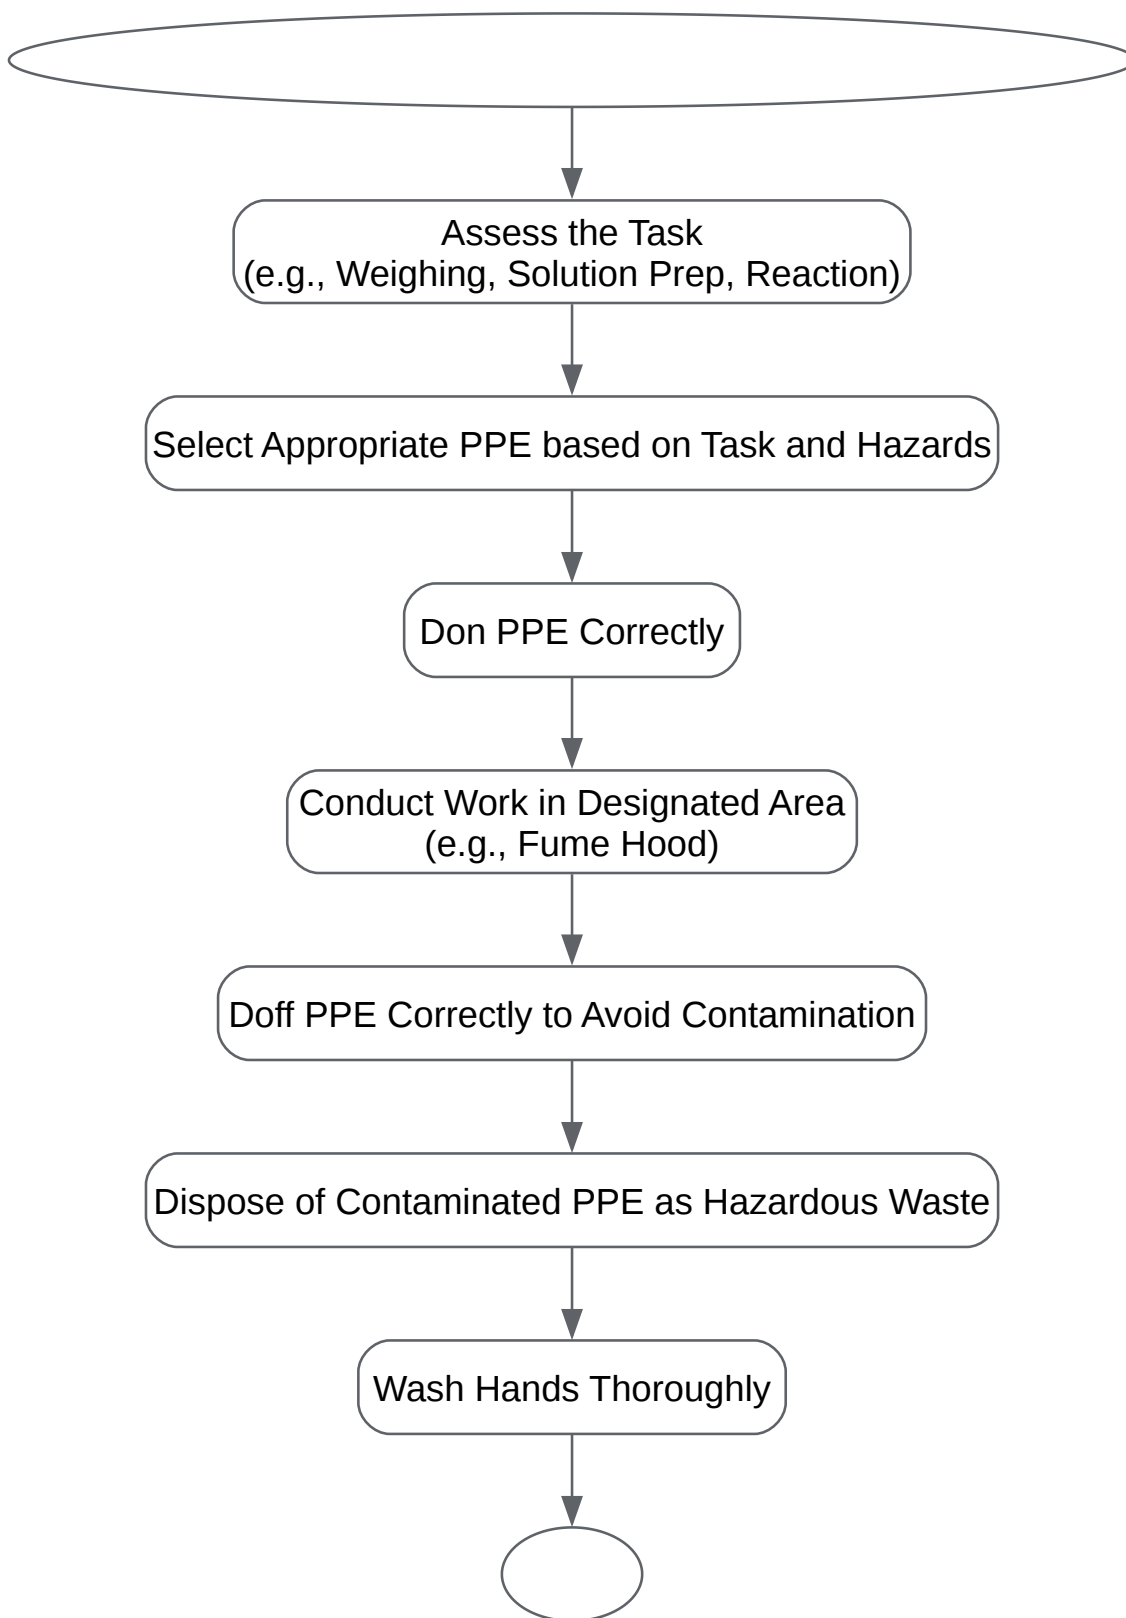 Assess the Task
(e.g., Weighing, Solution Prep, Reaction)
Select Appropriate PPE based on Task and Hazards
Don PPE Correctly
Conduct Work in Designated Area
(e.g., Fume Hood)
Doff PPE Correctly to Avoid Contamination
Dispose of Contaminated PPE as Hazardous Waste
Wash Hands Thoroughly